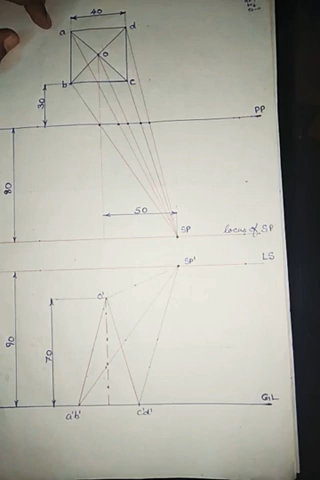 40
a d
o
b c
30
PP
80
50
SP locus of SP
SP' LS
o'
90
70
a'b' c'd' GL